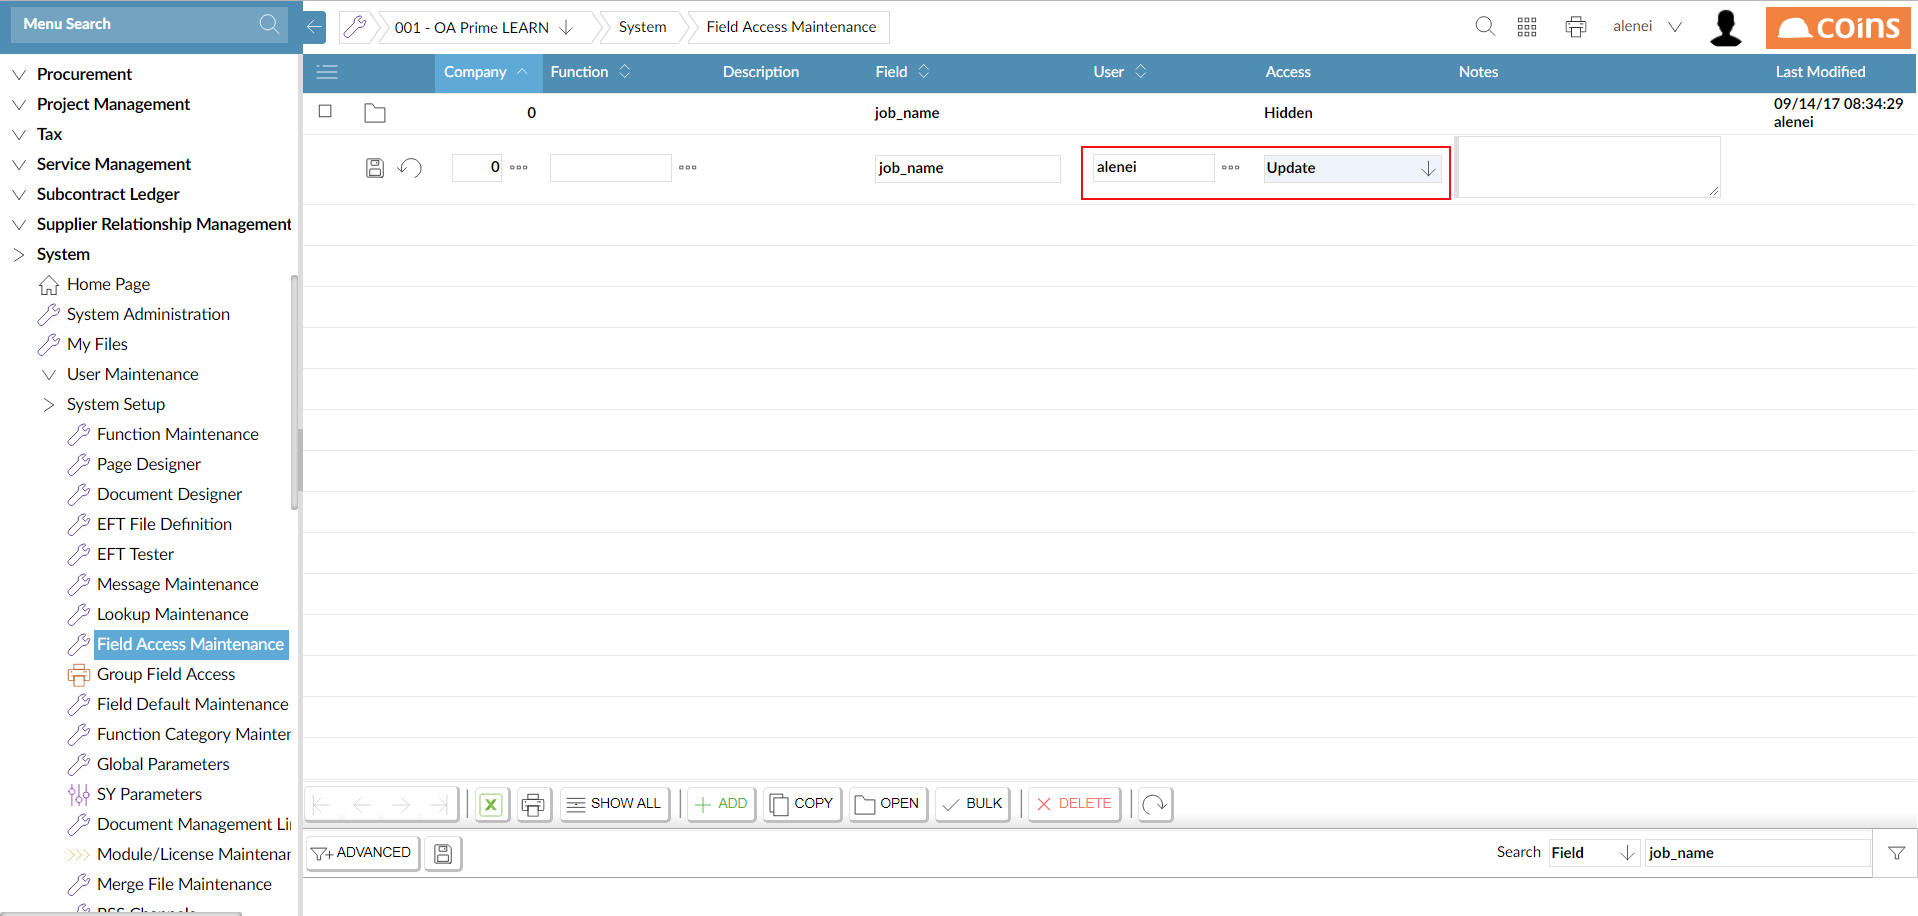 Menu Search
001 - OA Prime LEARN
System
Field Access Maintenance
alenei
coins
Procurement
Project Management
Tax
Service Management
Subcontract Ledger
Supplier Relationship Management
System
Home Page
System Administration
My Files
User Maintenance
System Setup
Function Maintenance
Page Designer
Document Designer
EFT File Definition
EFT Tester
Message Maintenance
Lookup Maintenance
Field Access Maintenance
Group Field Access
Field Default Maintenance
Function Category Mainter
Global Parameters
SY Parameters
Document Management Li
Module/License Maintenar
Merge File Maintenance
Company Function Description Field User Access Notes Last Modified
0 job_name Hidden 09/14/17 08:34:29
alenei
0 job_name alenei Update
SHOW ALL ADD COPY OPEN BULK DELETE
ADVANCED Search Field job_name